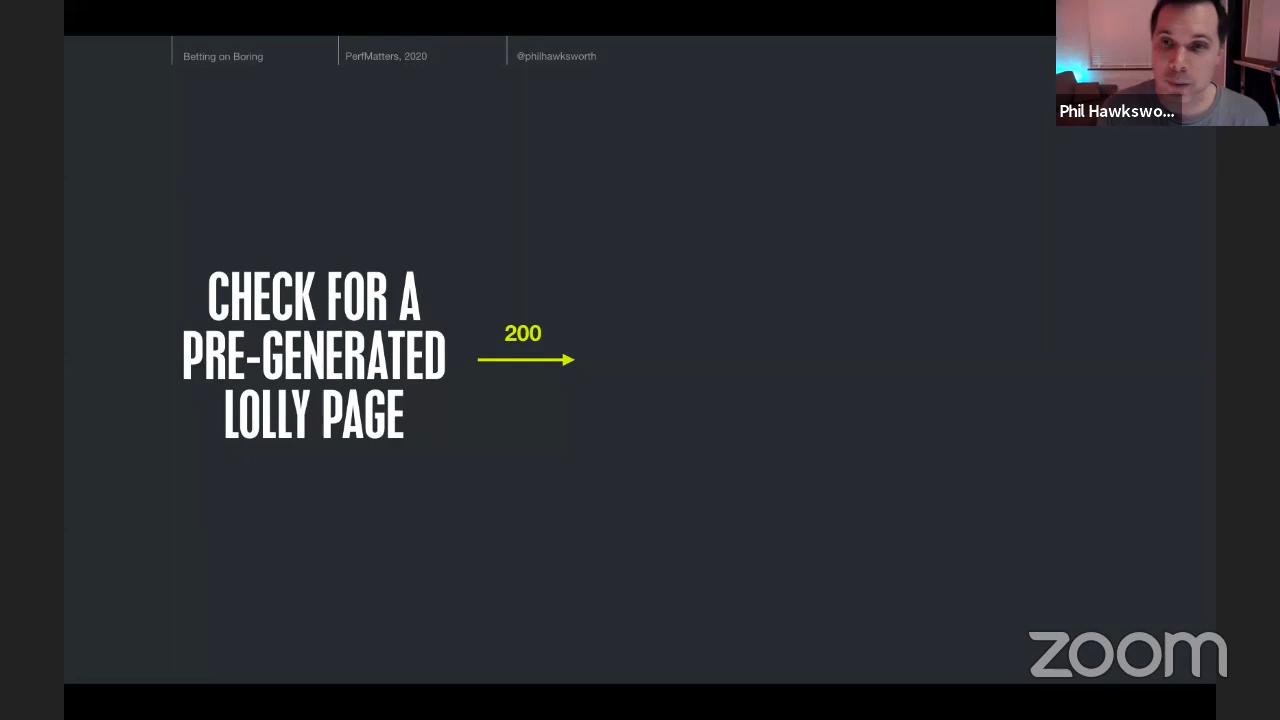 Betting on Boring
PerfMatters, 2020
@philhawksworth
Phil Hawkswo...
CHECK FOR A
PRE-GENERATED
LOLLY PAGE
200
zoom